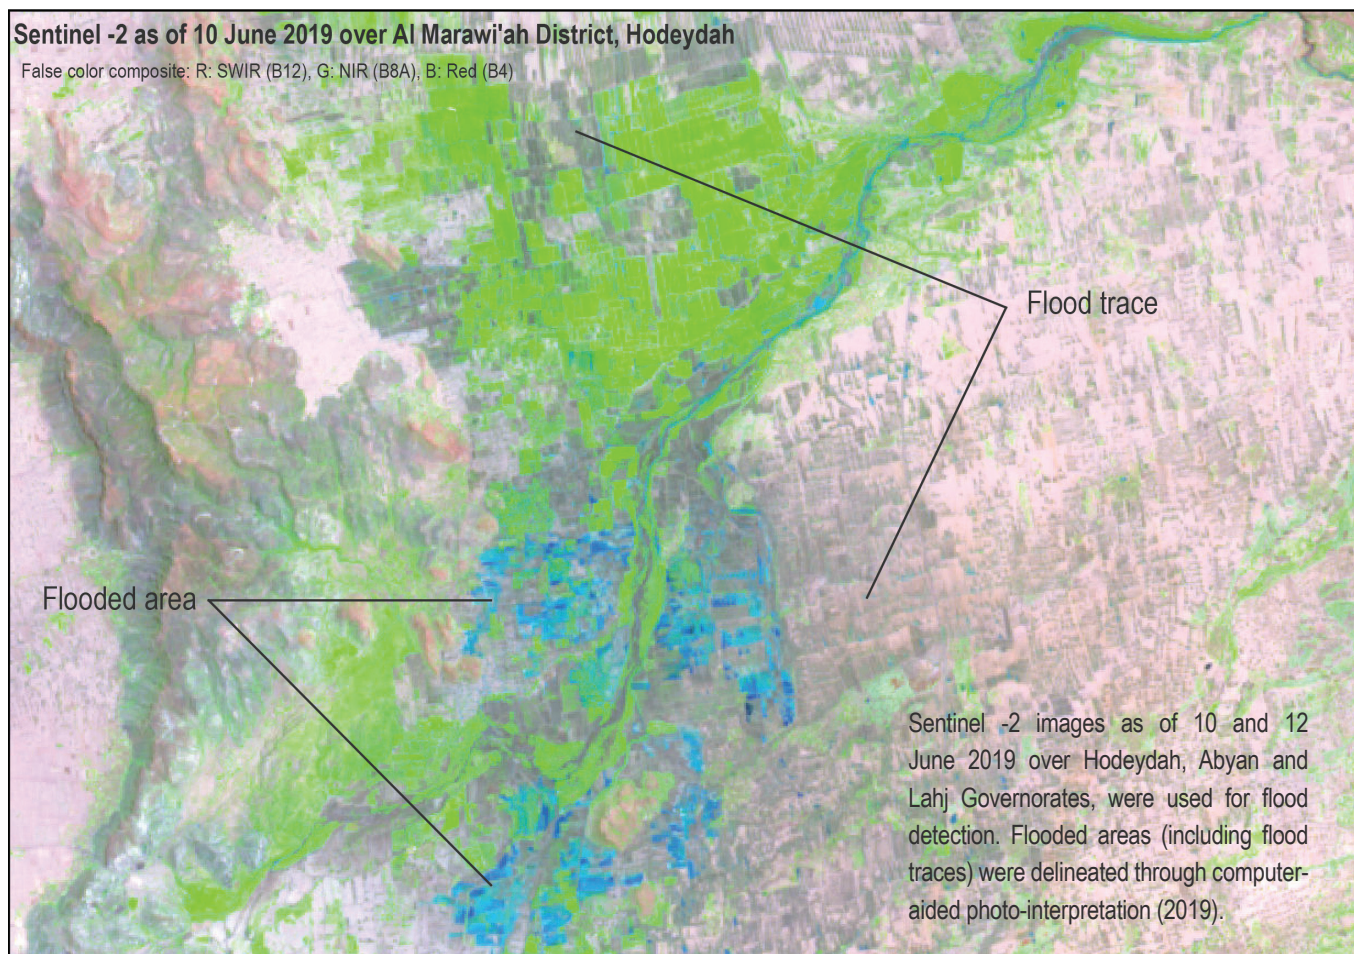 Sentinel -2 as of 10 June 2019 over Al Marawi'ah District, Hodeydah
False color composite: R: SWIR (B12), G: NIR (B8A), B: Red (B4)
Flood trace
Flooded area
Sentinel -2 images as of 10 and 12
June 2019 over Hodeydah, Abyan and
Lahj Governorates, were used for flood
detection. Flooded areas (including flood
traces) were delineated through computer-
aided photo-interpretation (2019).